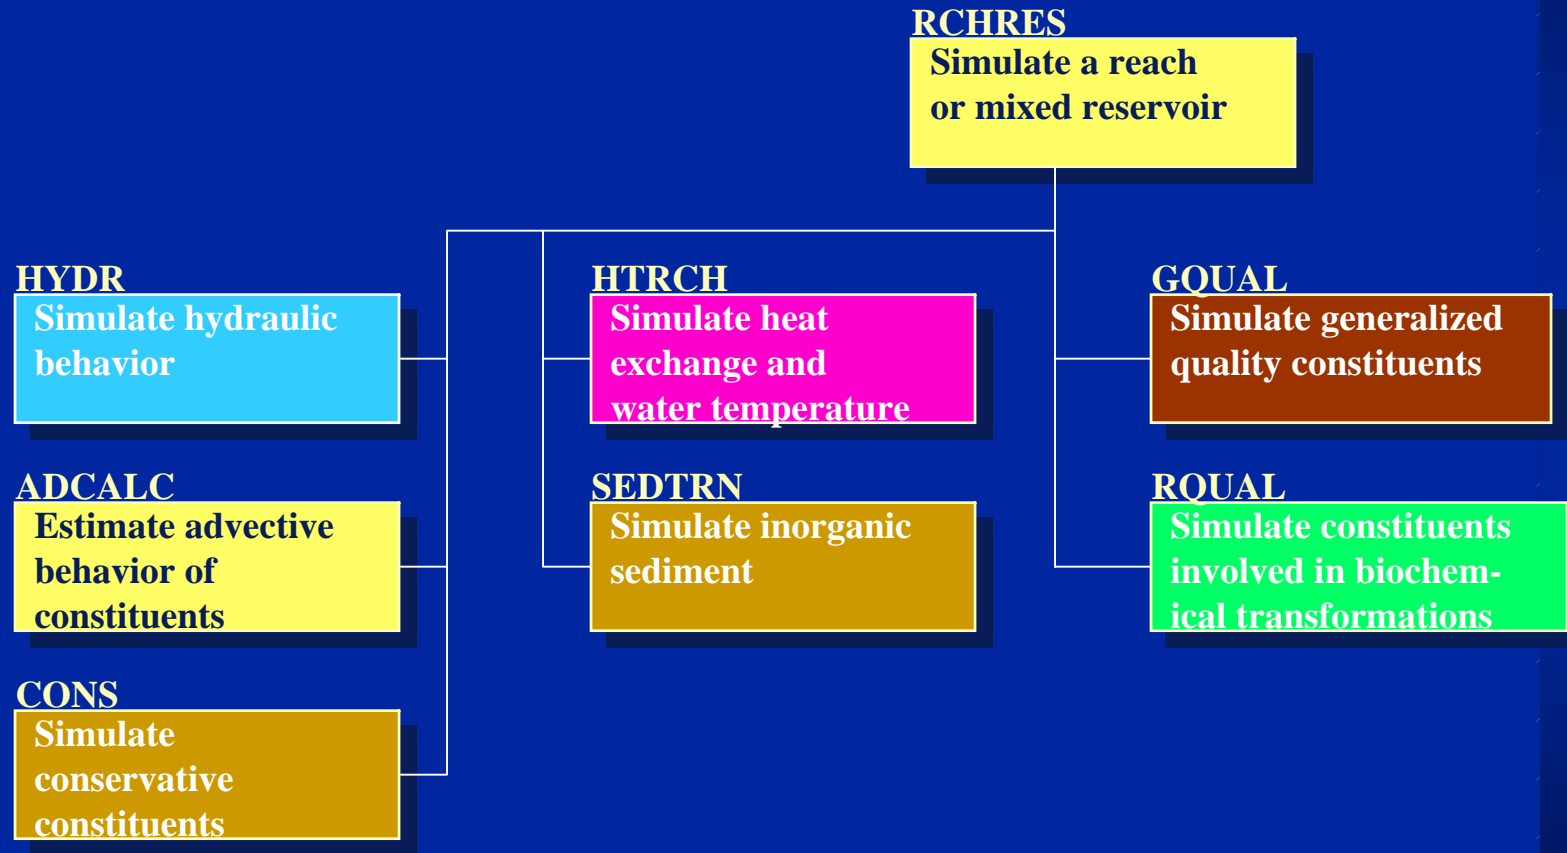 RCHRES
Simulate a reach
or mixed reservoir
HYDR
Simulate hydraulic
behavior
HTRCH
Simulate heat
exchange and
water temperature
GQUAL
Simulate generalized
quality constituents
ADCALC
Estimate advective
behavior of
constituents
SEDTRN
Simulate inorganic
sediment
RQUAL
Simulate constituents
involved in biochem-
ical transformations
CONS
Simulate
conservative
constituents